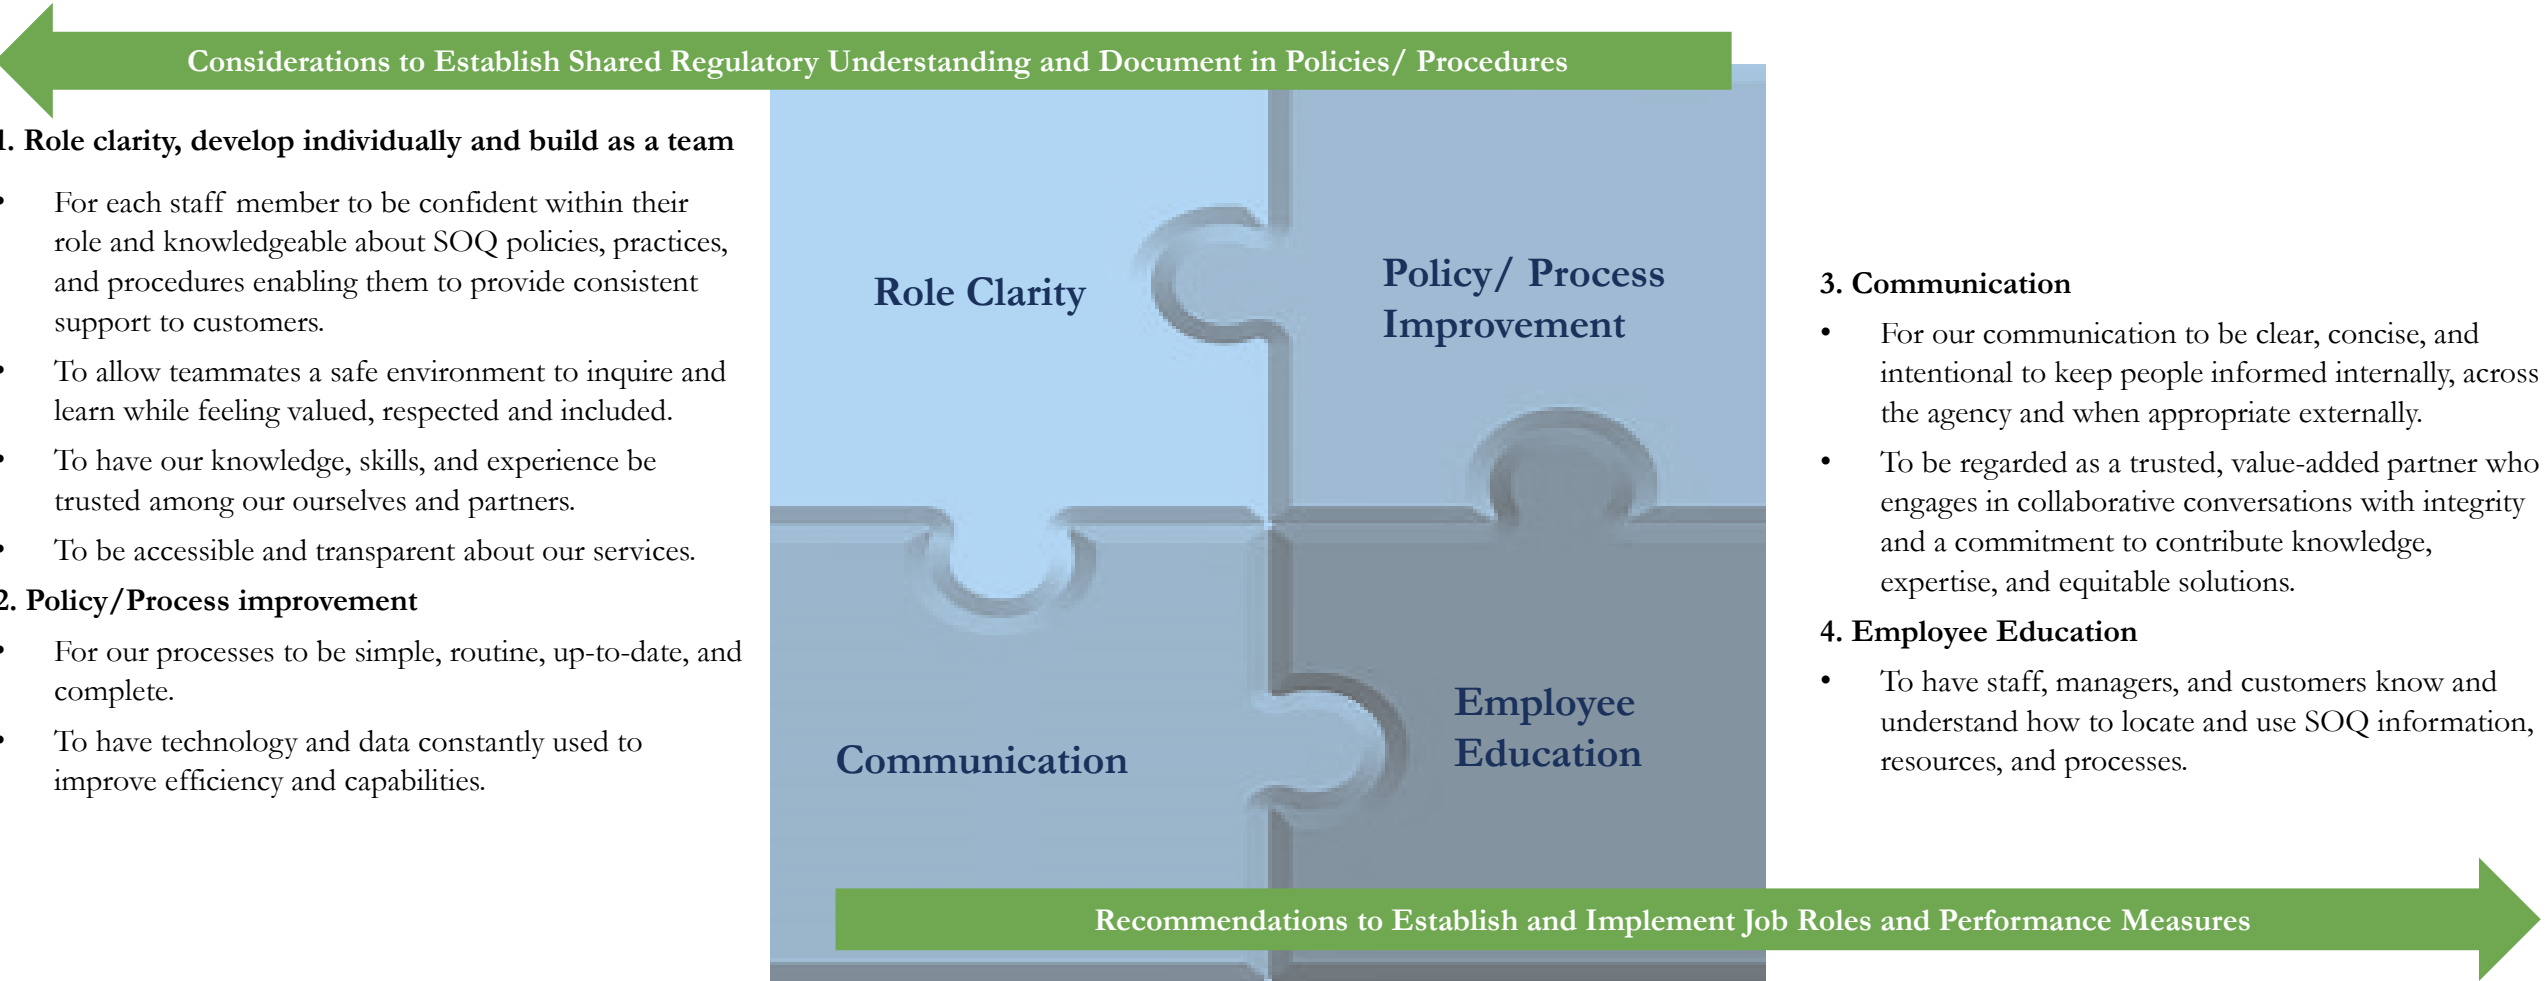 Considerations to Establish Shared Regulatory Understanding and Document in Policies/ Procedures
1. Role clarity, develop individually and build as a team
• For each staff member to be confident within their
role and knowledgeable about SOQ policies, practices,
and procedures enabling them to provide consistent
support to customers.
• To allow teammates a safe environment to inquire and
learn while feeling valued, respected and included.
• To have our knowledge, skills, and experience be
trusted among our ourselves and partners.
• To be accessible and transparent about our services.
2. Policy/Process improvement
• For our processes to be simple, routine, up-to-date, and
complete.
• To have technology and data constantly used to
improve efficiency and capabilities.
Role Clarity
Policy/ Process
Improvement
Communication
Employee
Education
3. Communication
• For our communication to be clear, concise, and
intentional to keep people informed internally, across
the agency and when appropriate externally.
• To be regarded as a trusted, value-added partner who
engages in collaborative conversations with integrity
and a commitment to contribute knowledge,
expertise, and equitable solutions.
4. Employee Education
• To have staff, managers, and customers know and
understand how to locate and use SOQ information,
resources, and processes.
Recommendations to Establish and Implement Job Roles and Performance Measures